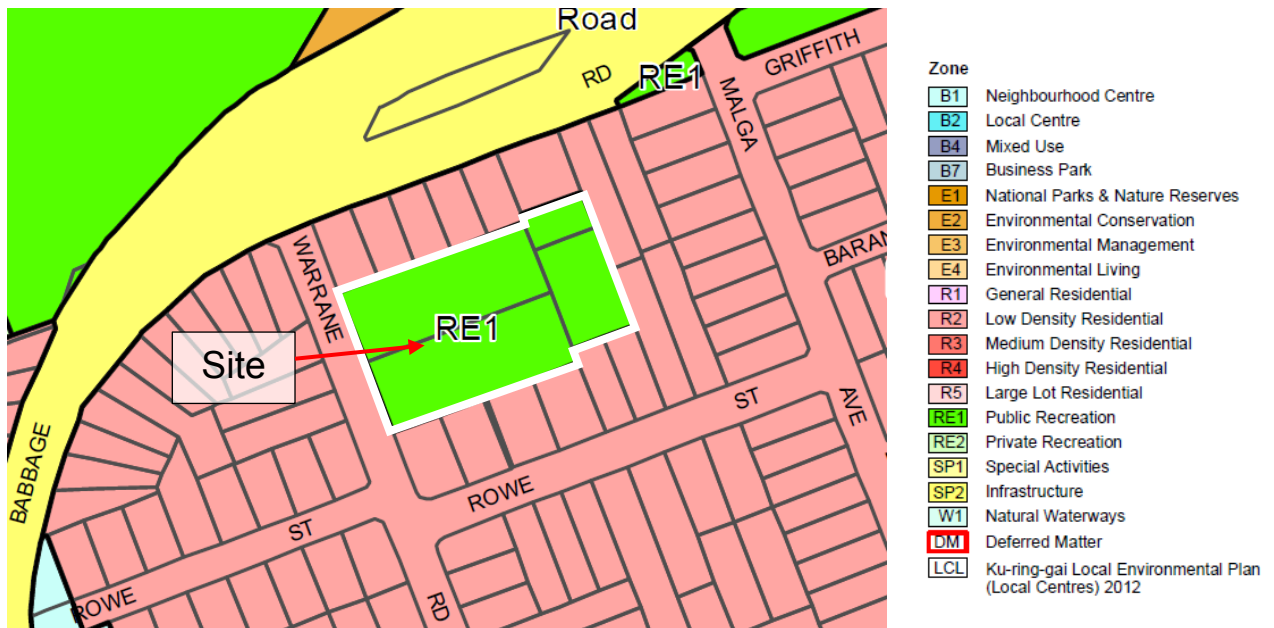 Road
RD
RE1
MALGA
GRIFFITH
WARRANE
BARAN
RE1
Site
ST
AVE
BABBAGE
ROWE
ST
ROWE
RD
Zone
B1 Neighbourhood Centre
B2 Local Centre
B4 Mixed Use
B7 Business Park
E1 National Parks & Nature Reserves
E2 Environmental Conservation
E3 Environmental Management
E4 Environmental Living
R1 General Residential
R2 Low Density Residential
R3 Medium Density Residential
R4 High Density Residential
R5 Large Lot Residential
RE1 Public Recreation
RE2 Private Recreation
SP1 Special Activities
SP2 Infrastructure
W1 Natural Waterways
DM Deferred Matter
LCL Ku-ring-gai Local Environmental Plan
(Local Centres) 2012